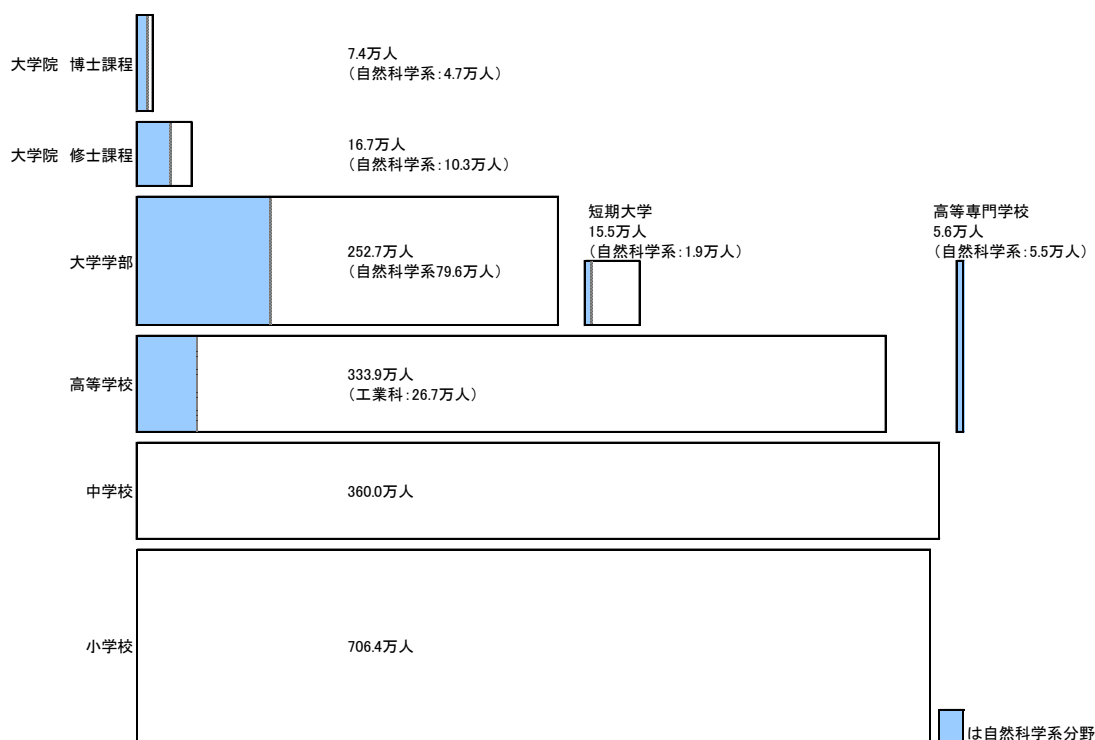 大学院　博士課程
7.4万人
（自然科学系：4.7万人）
大学院　修士課程
16.7万人
（自然科学系：10.3万人）
大学学部
252.7万人
（自然科学系79.6万人）
短期大学
15.5万人
（自然科学系：1.9万人）
高等専門学校
5.6万人
（自然科学系：5.5万人）
高等学校
333.9万人
（工業科：26.7万人）
中学校
360.0万人
小学校
706.4万人
は自然科学系分野